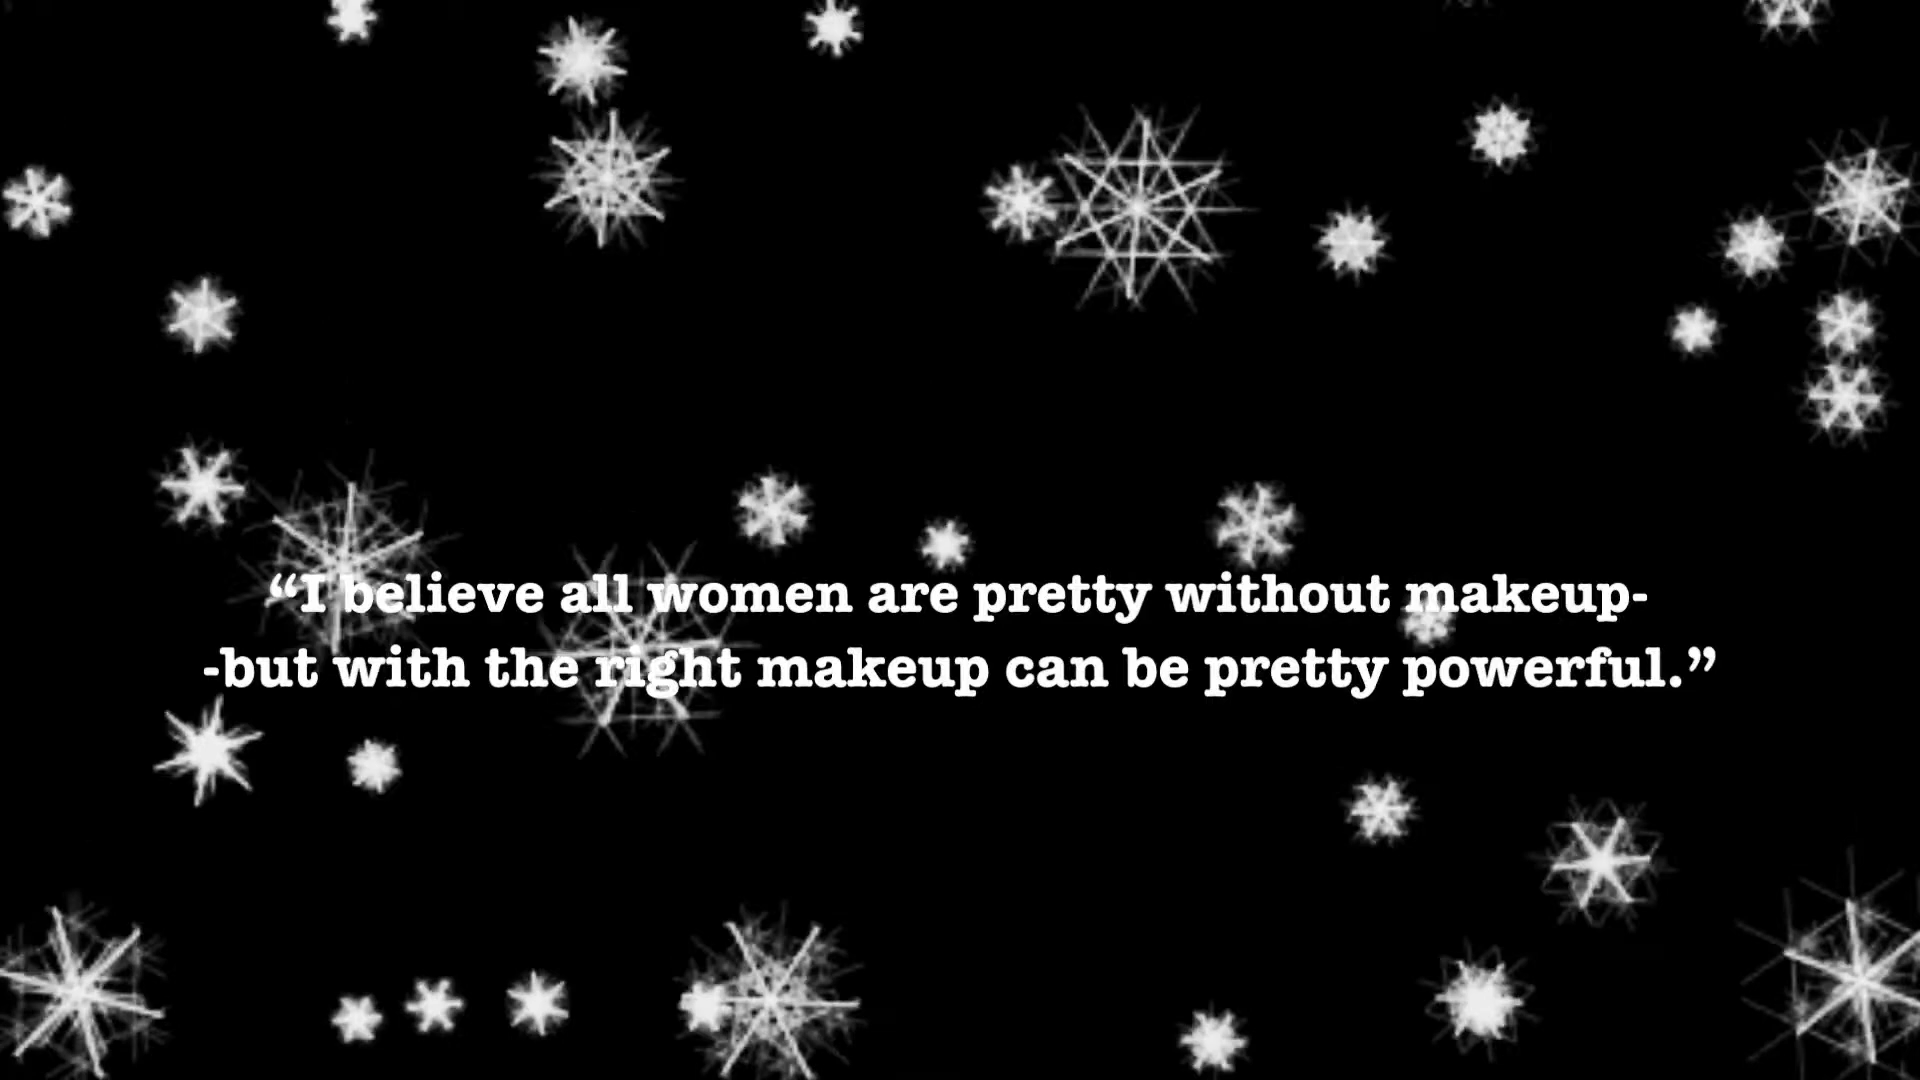 “I believe all women are pretty without makeup-
-but with the right makeup can be pretty powerful.”